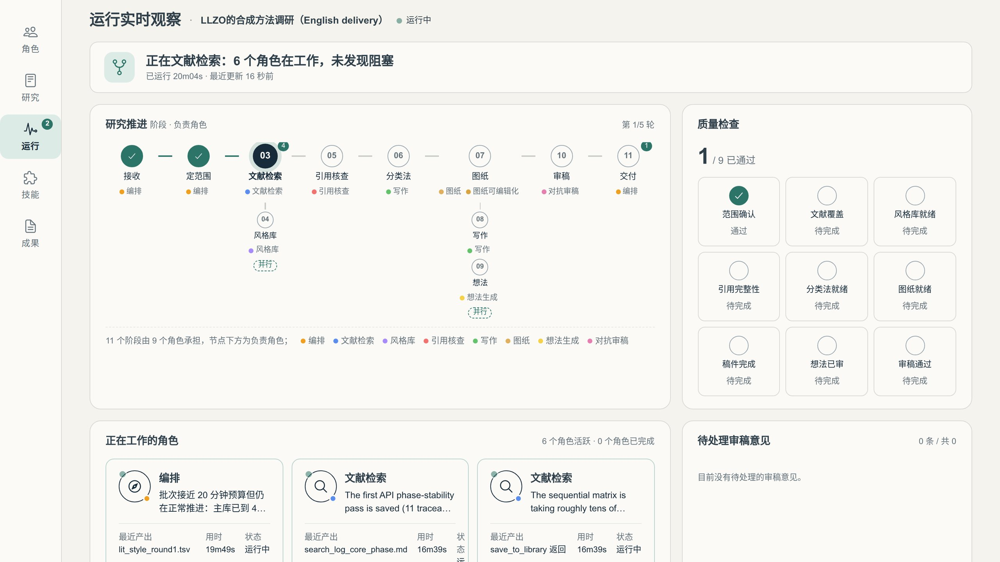 运行实时观察 · LLZO的合成方法调研（English delivery） 运行中
角色
研究
2
运行
技能
成果
正在文献检索：6 个角色在工作，未发现阻塞
已运行 20m04s · 最近更新 16 秒前
研究推进 阶段 · 负责角色 第 1/5 轮
03 4 05 06 07 10 11 1
接收 定范围 文献检索 引用核查 分类法 图纸 审稿 交付
编排 编排 文献检索 引用核查 写作 图纸 图纸可编辑化 对抗审稿 编排
04 08
风格库 写作
风格库 写作
并行 09
想法
想法生成
并行
11 个阶段由 9 个角色承担，节点下方为负责角色； 编排 文献检索 风格库 引用核查 写作 图纸 想法生成 对抗审稿
质量检查
1 / 9 已通过
范围确认 文献覆盖 风格库就绪
通过 待完成 待完成
引用完整性 分类法就绪 图纸就绪
待完成 待完成 待完成
稿件完成 想法已审 审稿通过
待完成 待完成 待完成
正在工作的角色 6 个角色活跃 · 0 个角色已完成
编排
批次接近 20 分钟预算但仍
在正常推进：主库已到 4…
最近产出 用时 状态
lit_style_round1.tsv 19m49s 运行中
文献检索
The first API phase-stability
pass is saved (11 tracea…
最近产出 用时 状
search_log_core_phase.md 16m39s 态
运
文献检索
The sequential matrix is
taking roughly tens of…
最近产出 用时 状态
save_to_library 返回 16m39s 运行中
待处理审稿意见 0 条 / 共 0
目前没有待处理的审稿意见。